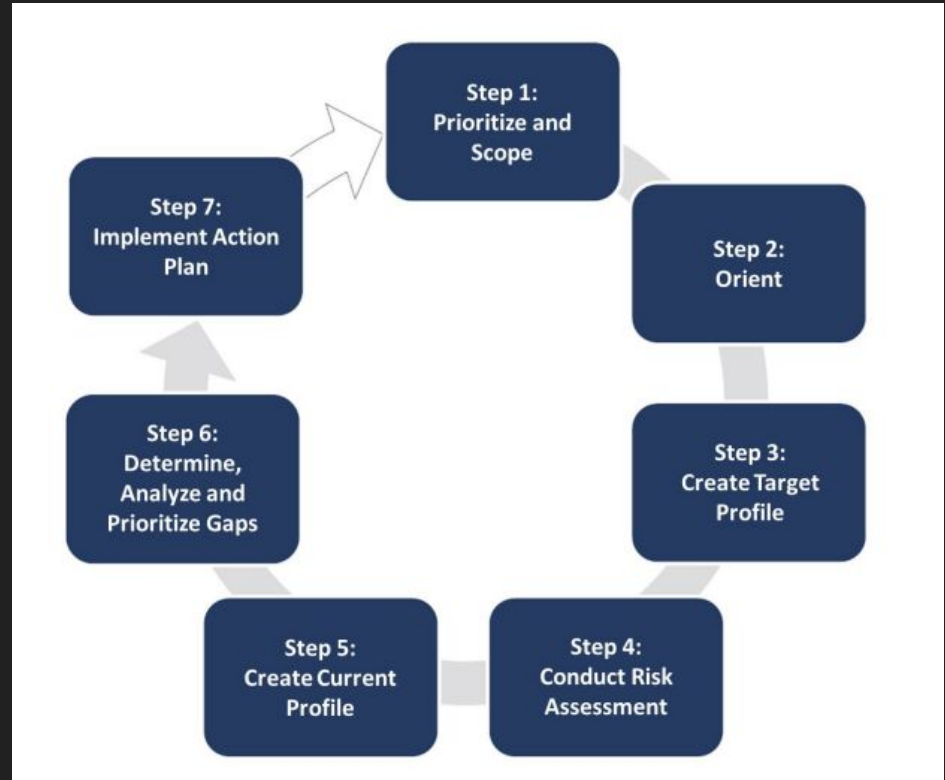 Step 1:
Prioritize and
Scope
Step 2:
Orient
Step 3:
Create Target
Profile
Step 4:
Conduct Risk
Assessment
Step 5:
Create Current
Profile
Step 6:
Determine,
Analyze and
Prioritize Gaps
Step 7:
Implement Action
Plan